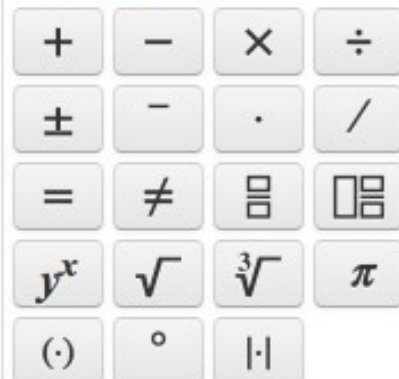 + − × ÷
± − · /
= ≠ □/□ □□/□
yˣ √ ∛ π
(·) ° |·|